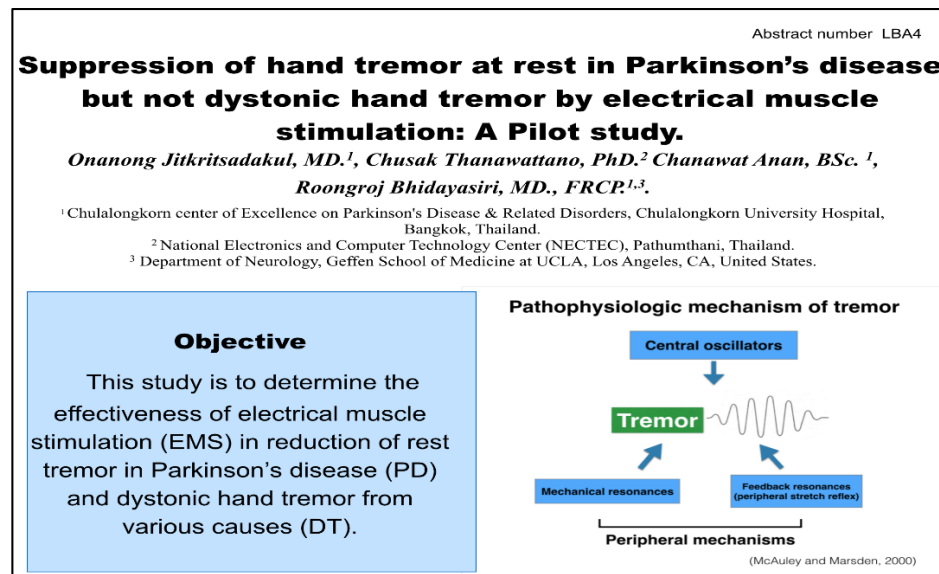 Abstract number LBA4
Suppression of hand tremor at rest in Parkinson's disease
but not dystonic hand tremor by electrical muscle
stimulation: A Pilot study.
Onanong Jitkritsadakul, MD.¹, Chusak Thanawattano, PhD.² Chanawat Anan, BSc. ¹,
Roongroj Bhidayasiri, MD., FRCP.¹,³.
¹ Chulalongkorn center of Excellence on Parkinson's Disease & Related Disorders, Chulalongkorn University Hospital,
Bangkok, Thailand.
² National Electronics and Computer Technology Center (NECTEC), Pathumthani, Thailand.
³ Department of Neurology, Geffen School of Medicine at UCLA, Los Angeles, CA, United States.
Objective
This study is to determine the
effectiveness of electrical muscle
stimulation (EMS) in reduction of rest
tremor in Parkinson's disease (PD)
and dystonic hand tremor from
various causes (DT).
Pathophysiologic mechanism of tremor
Central oscillators
Tremor
Mechanical resonances
Feedback resonances
(peripheral stretch reflex)
Peripheral mechanisms
(McAuley and Marsden, 2000)